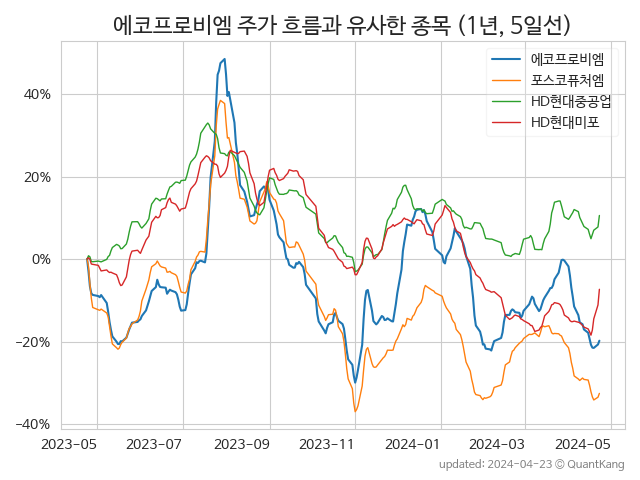 에코프로비엠 주가 흐름과 유사한 종목 (1년, 5일선)
에코프로비엠
포스코퓨처엠
HD현대중공업
HD현대미포
40%
20%
0%
−20%
−40%
2023-05 2023-07 2023-09 2023-11 2024-01 2024-03 2024-05
updated: 2024-04-23 © QuantKang